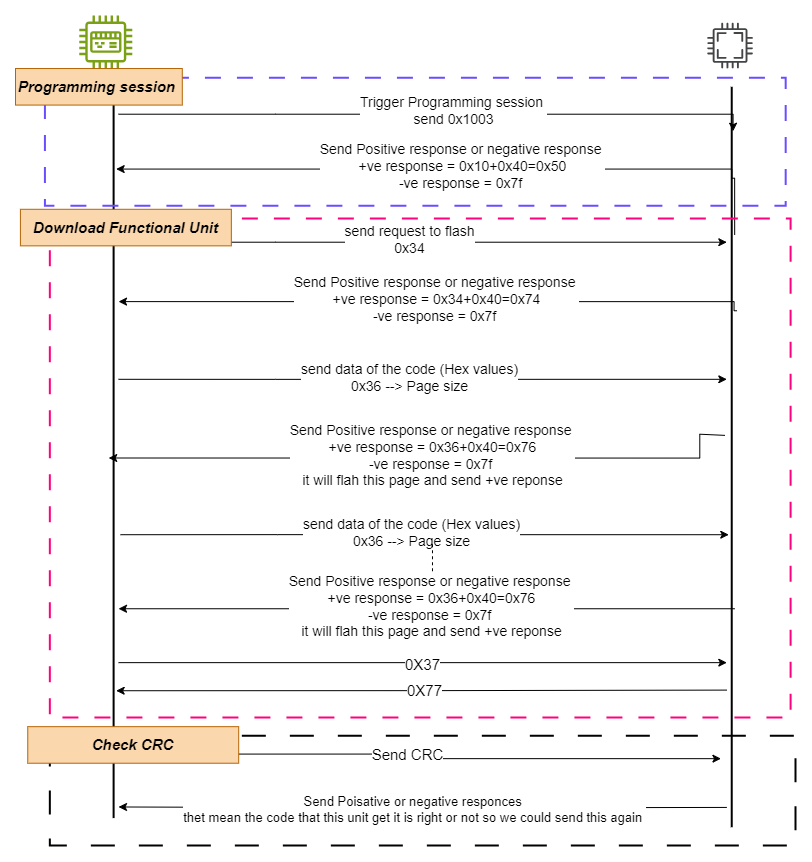 Programming session
Trigger Programming session
send 0x1003
Send Positive response or negative response
+ve response = 0x10+0x40=0x50
-ve response = 0x7f
Download Functional Unit
send request to flash
0x34
Send Positive response or negative response
+ve response = 0x34+0x40=0x74
-ve response = 0x7f
send data of the code (Hex values)
0x36 --> Page size
Send Positive response or negative response
+ve response = 0x36+0x40=0x76
-ve response = 0x7f
it will flah this page and send +ve reponse
send data of the code (Hex values)
0x36 --> Page size
Send Positive response or negative response
+ve response = 0x36+0x40=0x76
-ve response = 0x7f
it will flah this page and send +ve reponse
0X37
0X77
Check CRC
Send CRC
Send Poisative or negative responces
thet mean the code that this unit get it is right or not so we could send this again